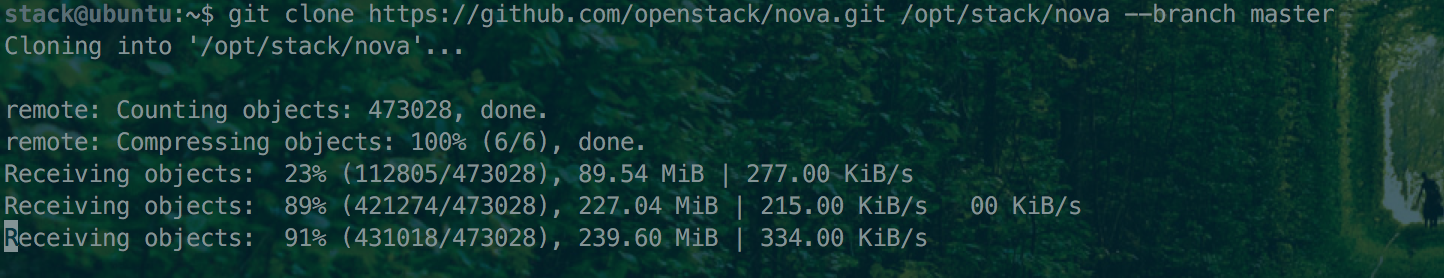 stack@ubuntu:~$ git clone https://github.com/openstack/nova.git /opt/stack/nova --branch master
Cloning into '/opt/stack/nova'...
remote: Counting objects: 473028, done.
remote: Compressing objects: 100% (6/6), done.
Receiving objects:  23% (112805/473028), 89.54 MiB | 277.00 KiB/s
Receiving objects:  89% (421274/473028), 227.04 MiB | 215.00 KiB/s   00 KiB/s
Receiving objects:  91% (431018/473028), 239.60 MiB | 334.00 KiB/s